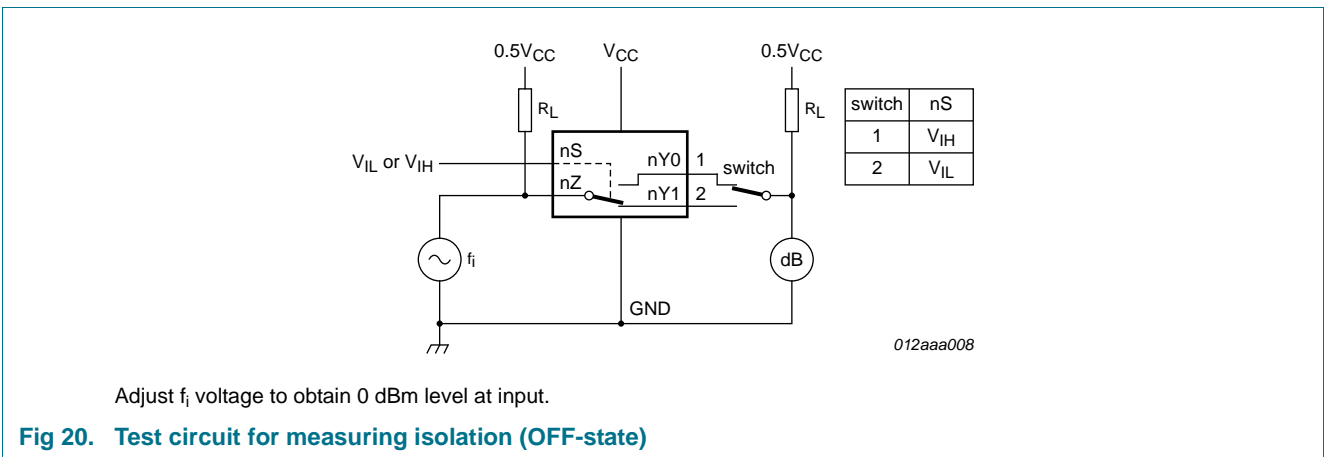 0.5VCC VCC 0.5VCC
RL RL
switch nS
1 VIH
2 VIL
VIL or VIH
nS nY0 1 switch
nZ nY1 2
fi dB
GND
012aaa008
Adjust fi voltage to obtain 0 dBm level at input.
Fig 20. Test circuit for measuring isolation (OFF-state)